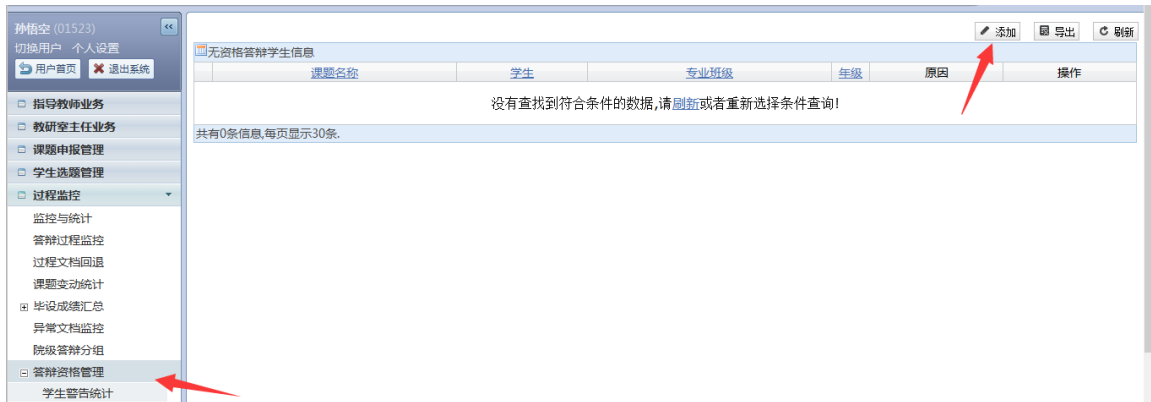 孙悟空 (01523)
切换用户 个人设置
用户首页 退出系统
指导教师业务
教研室主任业务
课题申报管理
学生选题管理
过程监控
监控与统计
答辩过程监控
过程文档回退
课题变动统计
毕设成绩汇总
异常文档监控
院级答辩分组
答辩资格管理
学生警告统计
添加 导出 刷新
无资格答辩学生信息
课题名称 学生 专业班级 年级 原因 操作
没有查找到符合条件的数据,请刷新或者重新选择条件查询!
共有0条信息,每页显示30条.